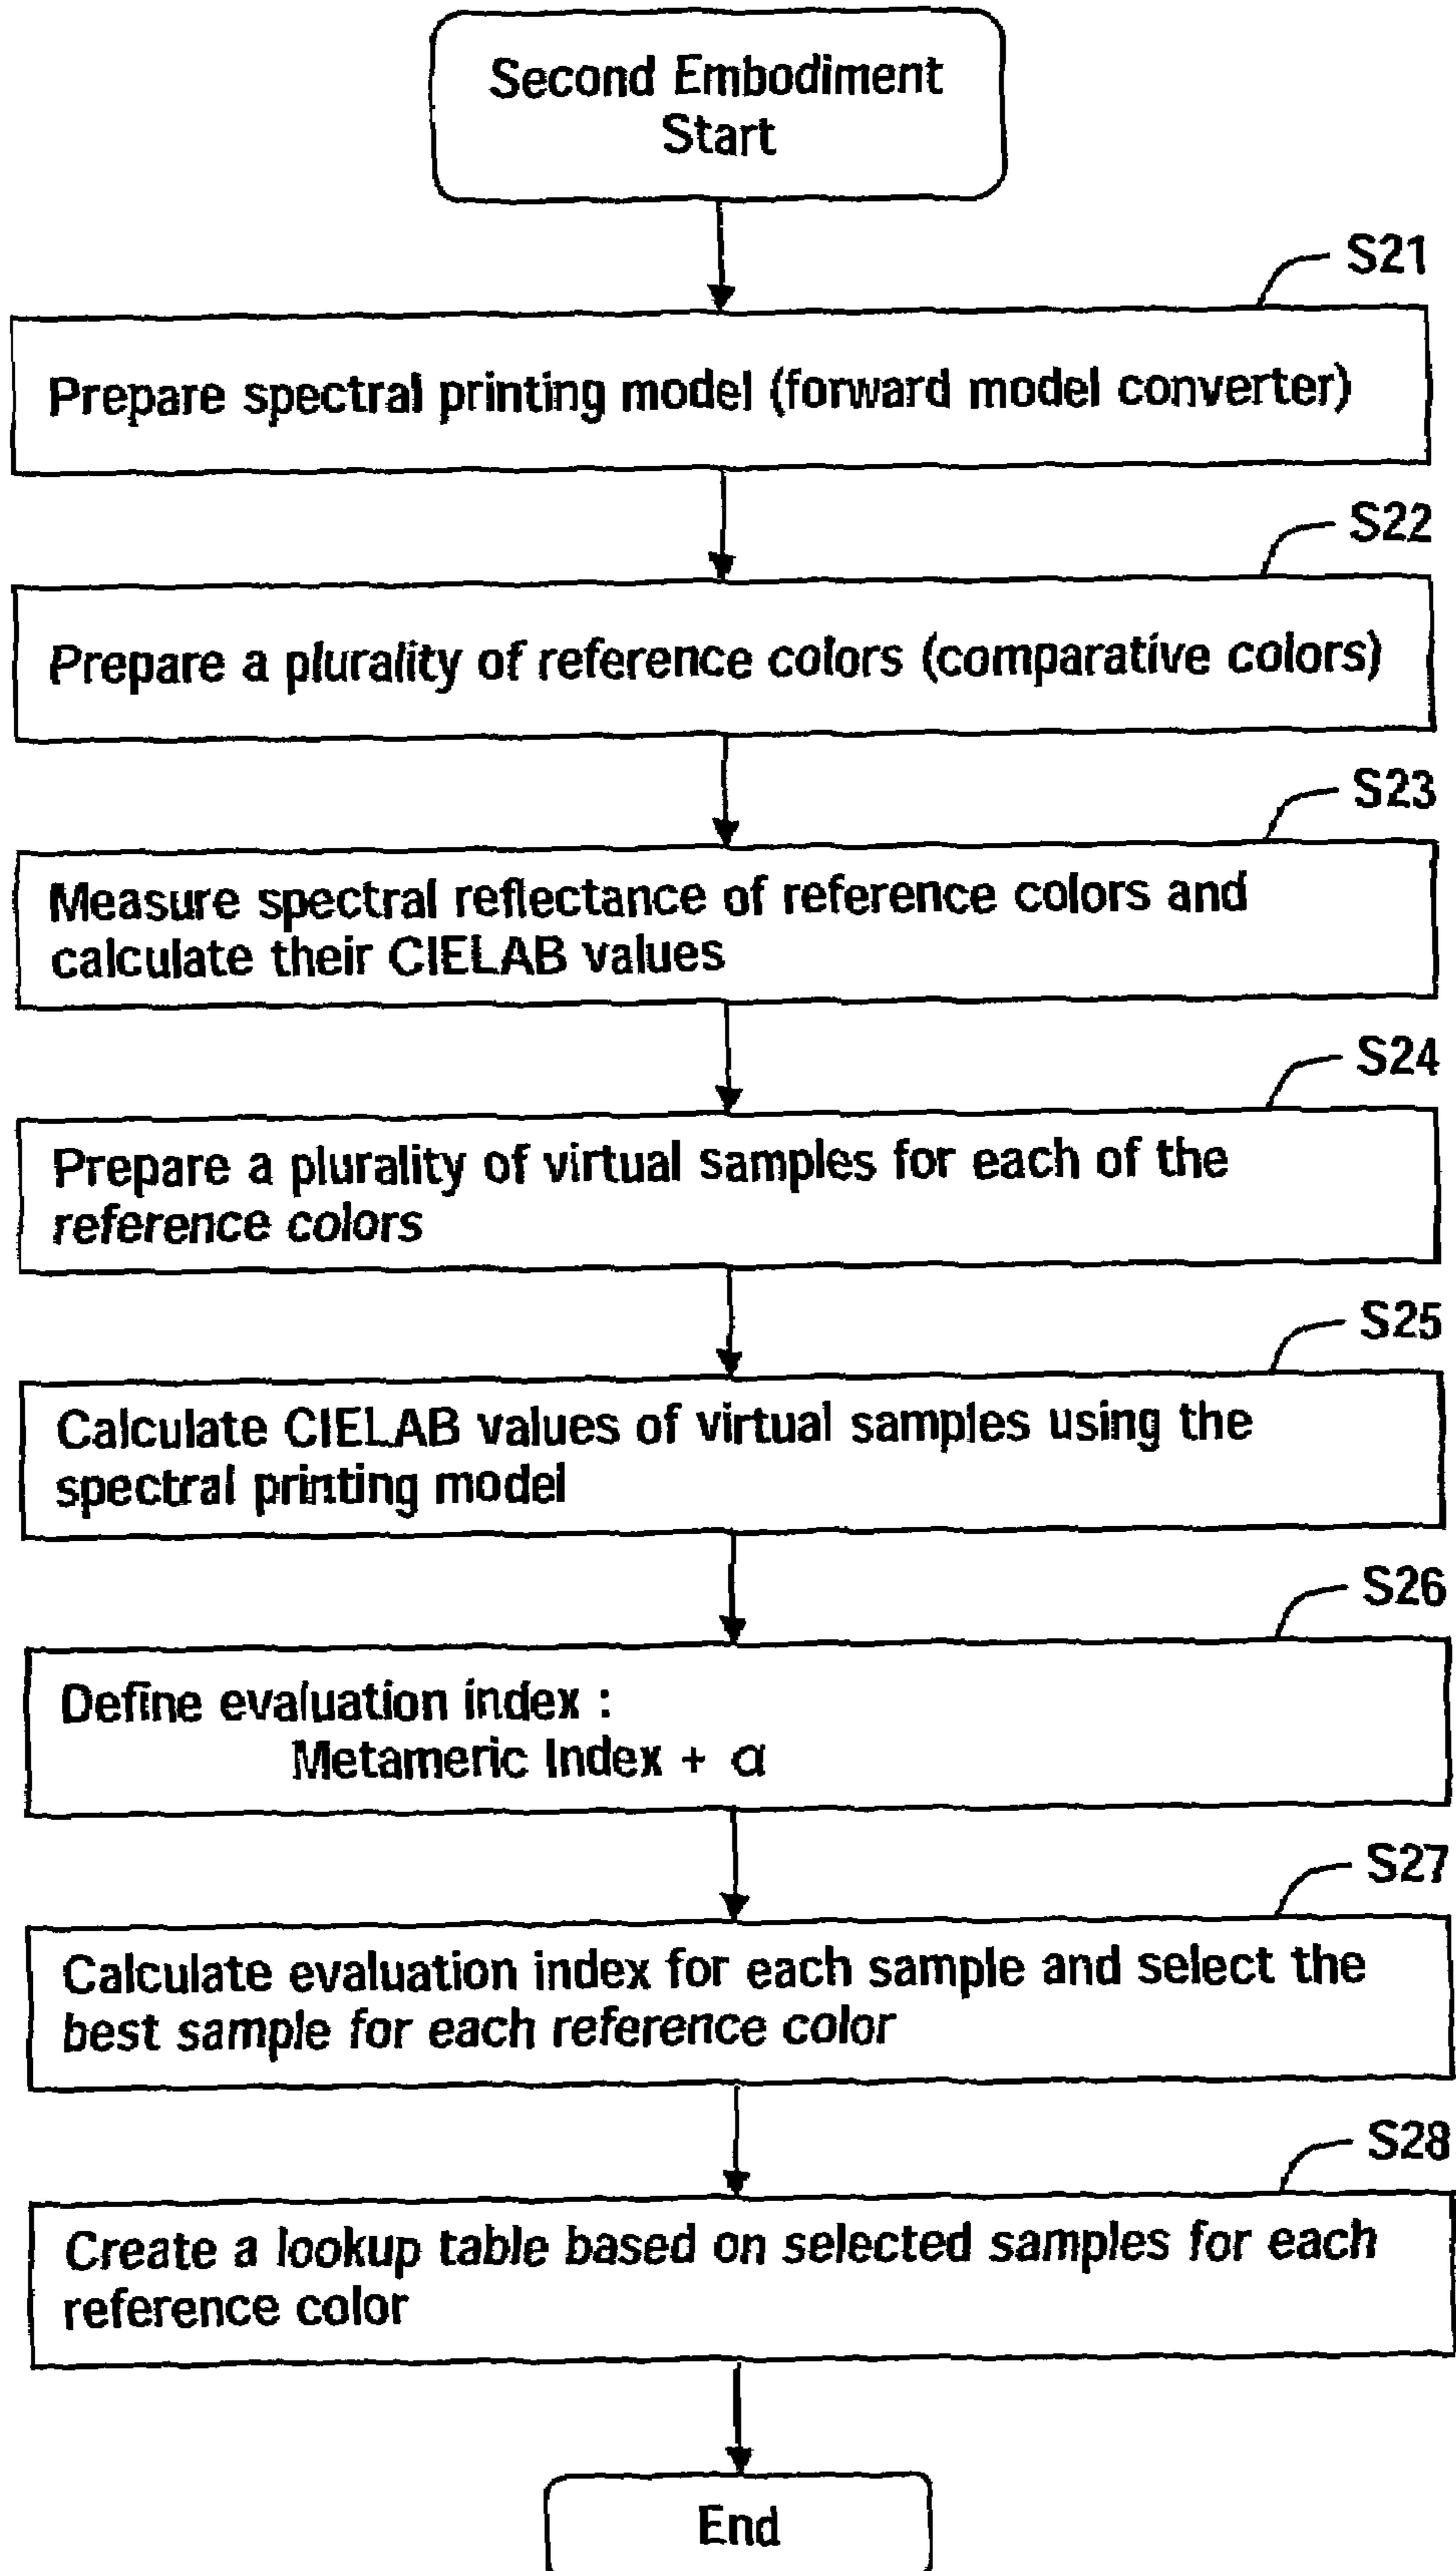 Second Embodiment
Start
S21
Prepare spectral printing model (forward model converter)
S22
Prepare a plurality of reference colors (comparative colors)
S23
Measure spectral reflectance of reference colors and
calculate their CIELAB values
S24
Prepare a plurality of virtual samples for each of the
reference colors
S25
Calculate CIELAB values of virtual samples using the
spectral printing model
S26
Define evaluation index :
Metameric Index + α
S27
Calculate evaluation index for each sample and select the
best sample for each reference color
S28
Create a lookup table based on selected samples for each
reference color
End